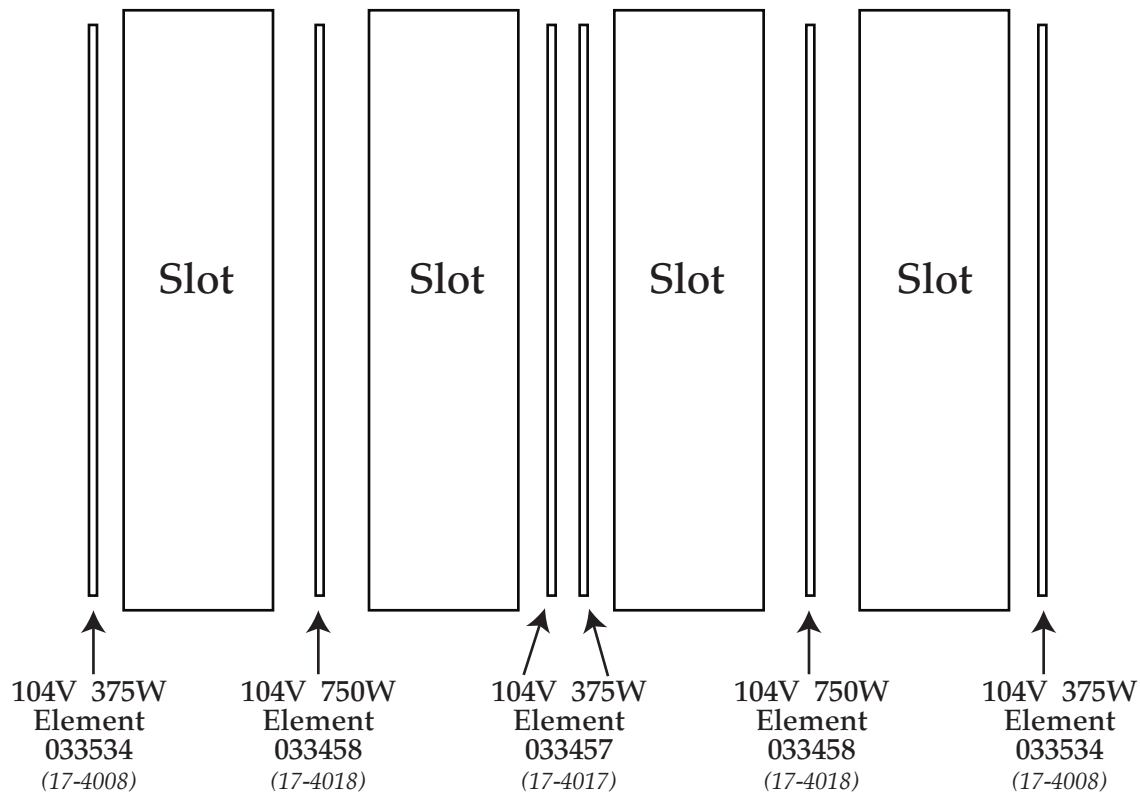 Slot
Slot
Slot
Slot
104V 375W
Element
033534
(17-4008)
104V 750W
Element
033458
(17-4018)
104V 375W
Element
033457
(17-4017)
104V 750W
Element
033458
(17-4018)
104V 375W
Element
033534
(17-4008)